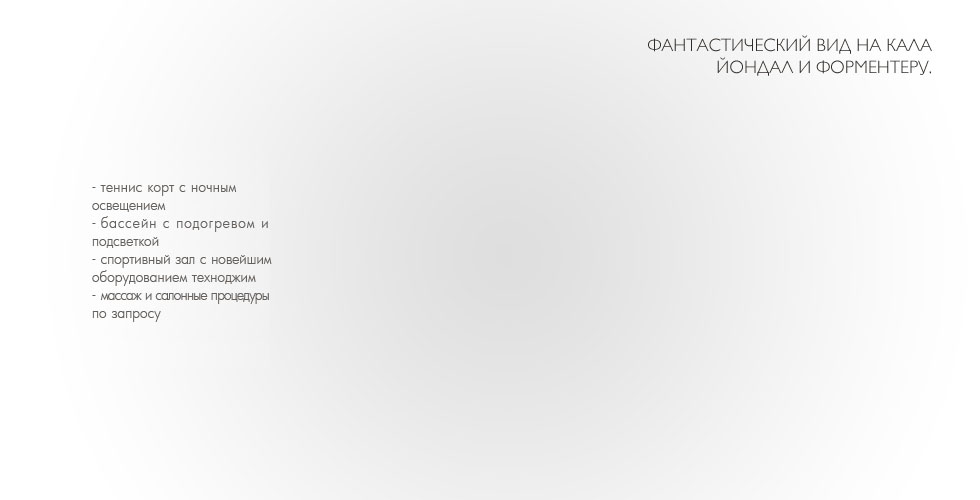 ФАНТАСТИЧЕСКИЙ ВИД НА КАЛА
ЙОНДАЛ И ФОРМЕНТЕРУ.
- теннис корт с ночным
освещением
- бассейн с подогревом и
подсветкой
- спортивный зал с новейшим
оборудованием техноджим
- массаж и салонные процедуры
по запросу